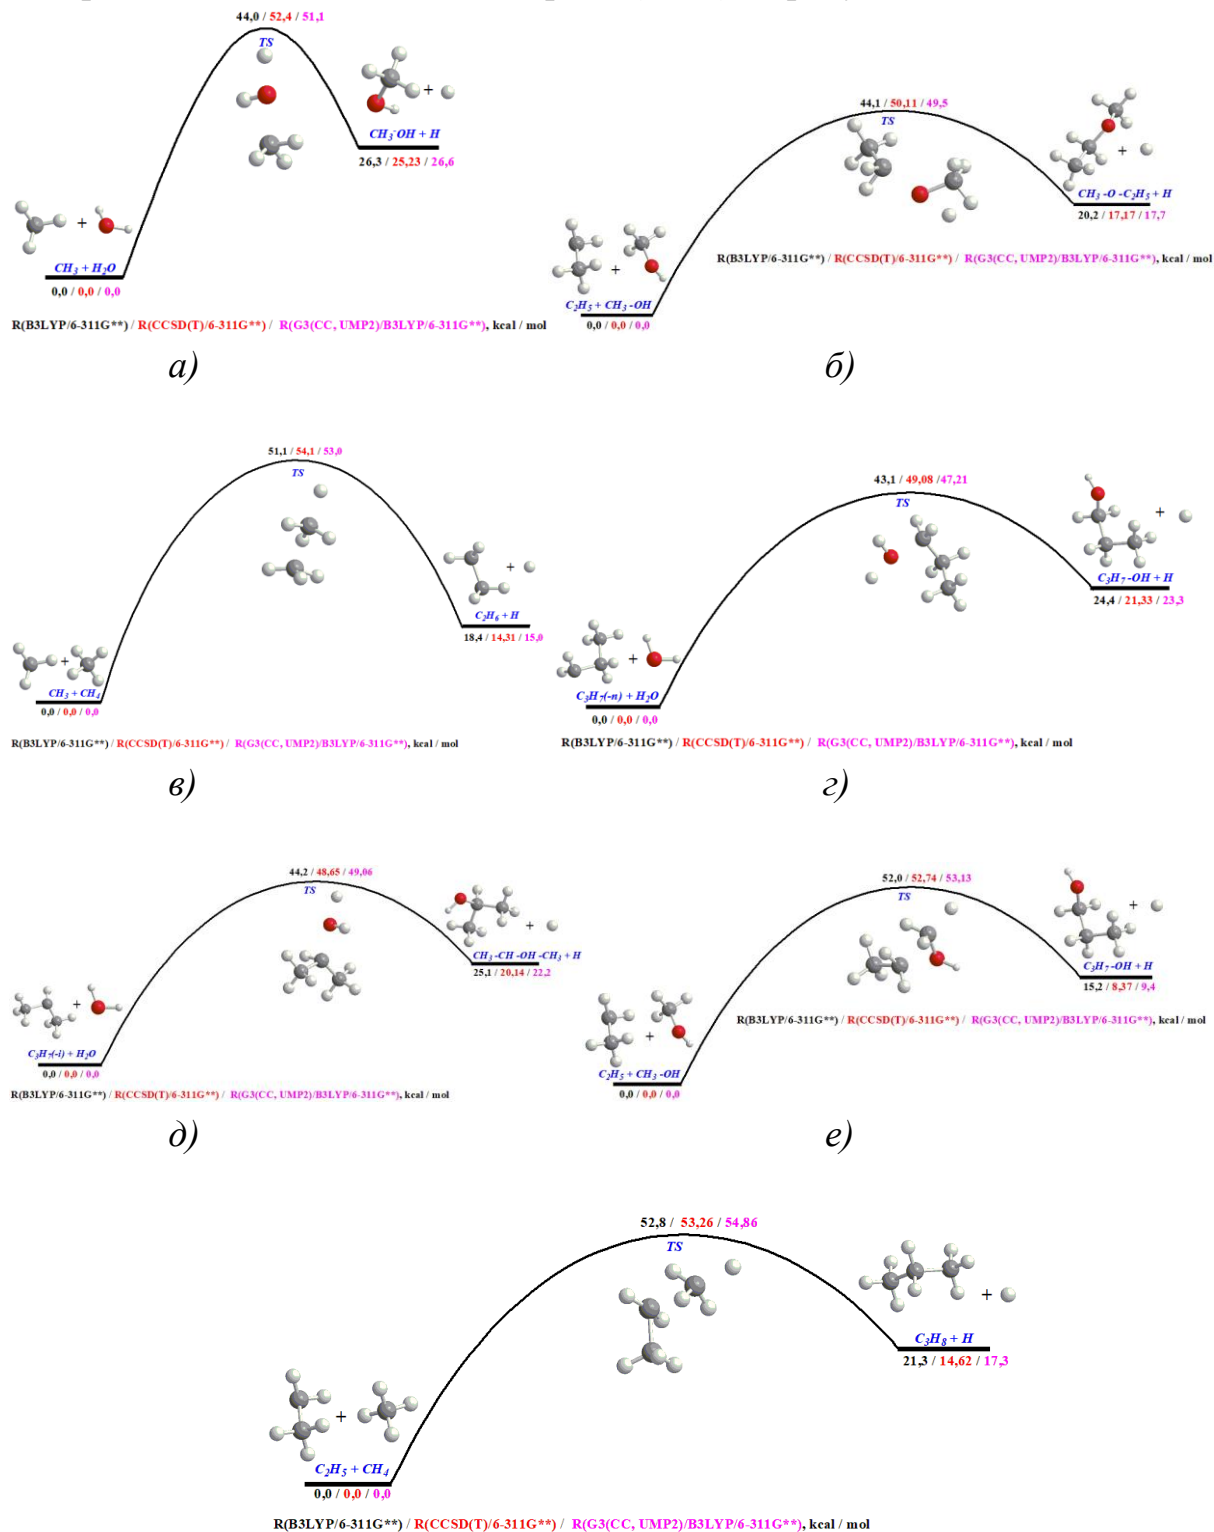 44,0 / 52,4 / 51,1
TS
+
CH₃-OH + H
26,3 / 25,23 / 26,6
+
CH₃ + H₂O
0,0 / 0,0 / 0,0
R(B3LYP/6-311G**) / R(CCSD(T)/6-311G**) / R(G3(CC, UMP2)/B3LYP/6-311G**), kcal / mol
а)
44,1 / 50,11 / 49,5
TS
+
CH₃ -O -C₂H₅ + H
20,2 / 17,17 / 17,7
R(B3LYP/6-311G**) / R(CCSD(T)/6-311G**) / R(G3(CC, UMP2)/B3LYP/6-311G**), kcal / mol
+
C₂H₅ + CH₃ -OH
0,0 / 0,0 / 0,0
б)
51,1 / 54,1 / 53,0
TS
+
C₂H₆ + H
18,4 / 14,31 / 15,0
+
CH₃ + CH₄
0,0 / 0,0 / 0,0
R(B3LYP/6-311G**) / R(CCSD(T)/6-311G**) / R(G3(CC, UMP2)/B3LYP/6-311G**), kcal / mol
в)
43,1 / 49,08 /47,21
TS
+
C₃H₇ -OH + H
24,4 / 21,33 / 23,3
+
C₃H₇(-n) + H₂O
0,0 / 0,0 / 0,0
R(B3LYP/6-311G**) / R(CCSD(T)/6-311G**) / R(G3(CC, UMP2)/B3LYP/6-311G**), kcal / mol
г)
44,2 / 48,65 / 49,06
TS
+
CH₃ -CH -OH -CH₃ + H
25,1 / 20,14 / 22,2
+
C₃H₇(-i) + H₂O
0,0 / 0,0 / 0,0
R(B3LYP/6-311G**) / R(CCSD(T)/6-311G**) / R(G3(CC, UMP2)/B3LYP/6-311G**), kcal / mol
д)
52,0 / 52,74 / 53,13
TS
+
C₃H₇ -OH + H
15,2 / 8,37 / 9,4
R(B3LYP/6-311G**) / R(CCSD(T)/6-311G**) / R(G3(CC, UMP2)/B3LYP/6-311G**), kcal / mol
+
C₂H₅ + CH₃ -OH
0,0 / 0,0 / 0,0
е)
52,8 / 53,26 / 54,86
TS
+
C₃H₈ + H
21,3 / 14,62 / 17,3
+
C₂H₅ + CH₄
0,0 / 0,0 / 0,0
R(B3LYP/6-311G**) / R(CCSD(T)/6-311G**) / R(G3(CC, UMP2)/B3LYP/6-311G**), kcal / mol